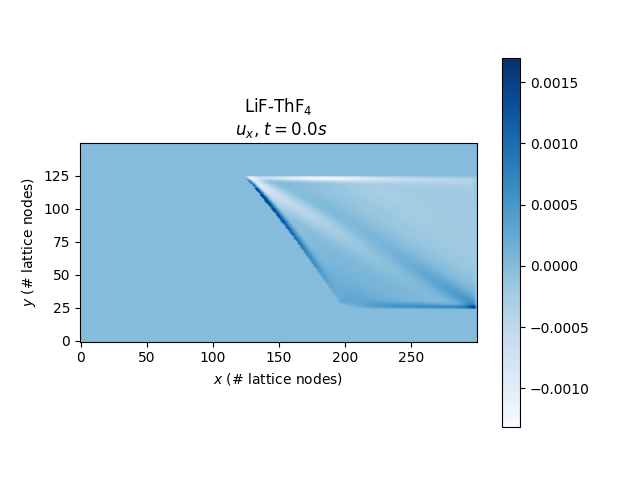 LiF-ThF₄
uₓ, t = 0.0s
y (# lattice nodes)
125
100
75
50
25
0
0 50 100 150 200 250
x (# lattice nodes)
0.0015
0.0010
0.0005
0.0000
−0.0005
−0.0010